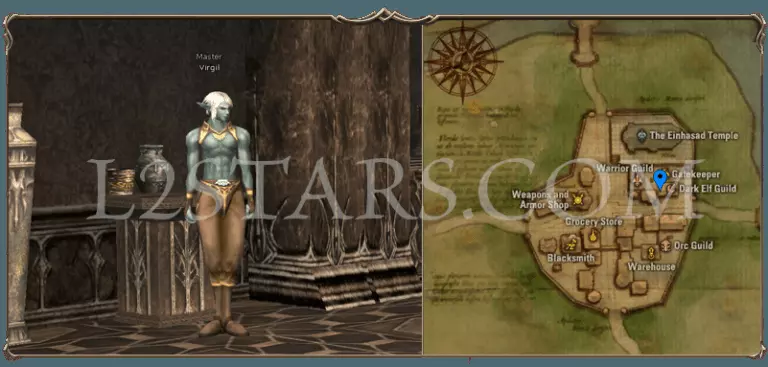 Master
Virgil
L2STARS.COM
The Einhasad Temple
Warrior Guild
Gatekeeper
Dark Elf Guild
Weapons and
Armor Shop
Grocery Store
Orc Guild
Blacksmith
Warehouse